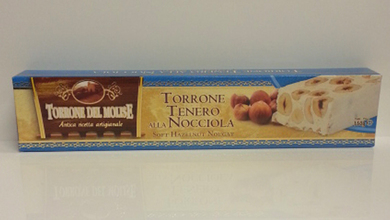 TORRONE DEL MOLISE
Antica ricetta artigianale
TORRONE
TENERO
ALLA NOCCIOLA
SOFT HAZELNUT NOUGAT